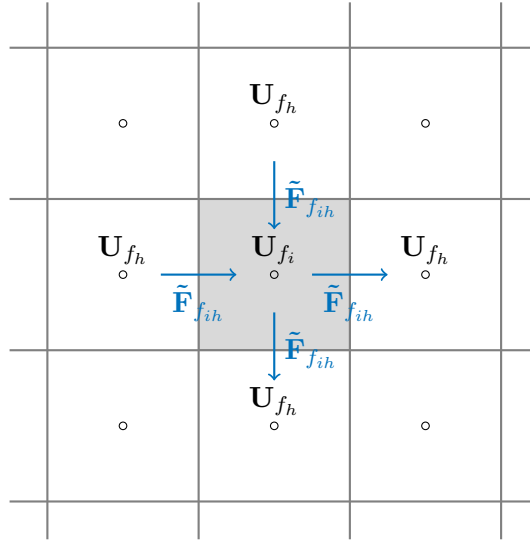 𝐔_{f_h}
𝐅̃_{f_{ih}}
𝐔_{f_h} 𝐔_{f_i} 𝐔_{f_h}
𝐅̃_{f_{ih}} 𝐅̃_{f_{ih}}
𝐅̃_{f_{ih}}
𝐔_{f_h}